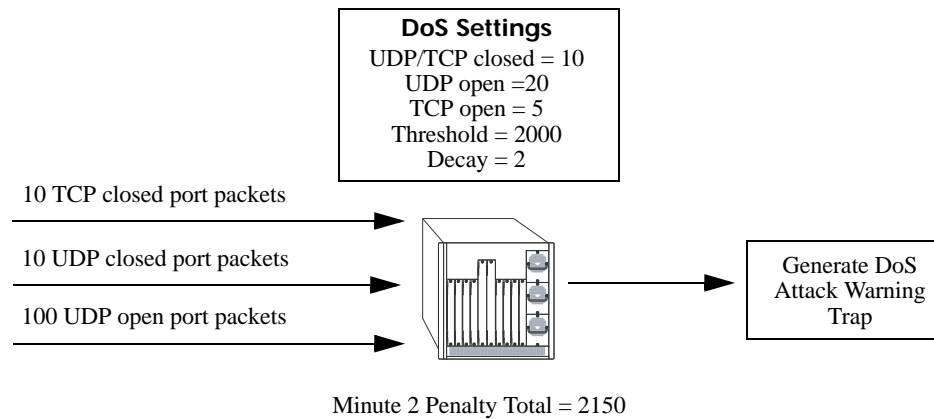 DoS Settings
UDP/TCP closed = 10
UDP open =20
TCP open = 5
Threshold = 2000
Decay = 2
10 TCP closed port packets
10 UDP closed port packets
100 UDP open port packets
Generate DoS
Attack Warning
Trap
Minute 2 Penalty Total = 2150